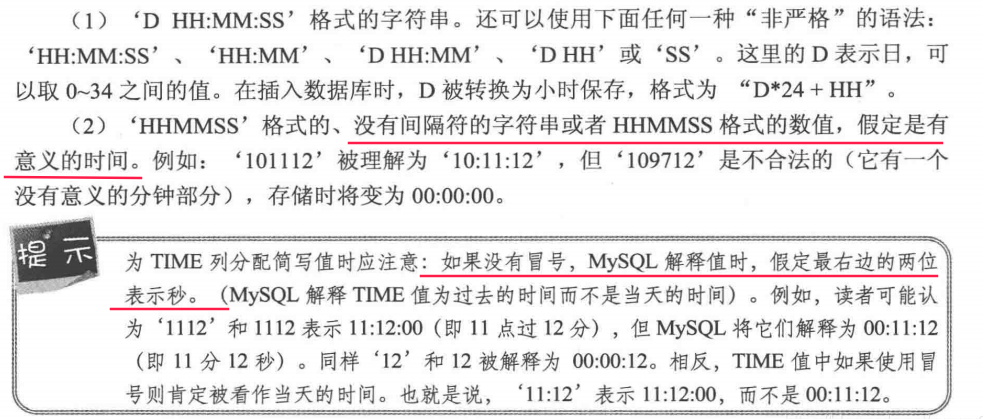 （1）‘D HH:MM:SS’格式的字符串。还可以使用下面任何一种“非严格”的语法：
‘HH:MM:SS’、‘HH:MM’、‘D HH:MM’、‘D HH’或‘SS’。这里的 D 表示日，可
以取 0~34 之间的值。在插入数据库时，D 被转换为小时保存，格式为 “D*24 + HH”。
（2）‘HHMMSS’格式的、没有间隔符的字符串或者 HHMMSS 格式的数值，假定是有
意义的时间。例如：‘101112’被理解为‘10:11:12’，但‘109712’是不合法的（它有一个
没有意义的分钟部分），存储时将变为 00:00:00。
提示
为 TIME 列分配简写值时应注意：如果没有冒号，MySQL 解释值时，假定最右边的两位
表示秒。（MySQL 解释 TIME 值为过去的时间而不是当天的时间）。例如，读者可能认
为‘1112’和 1112 表示 11:12:00（即 11 点过 12 分），但 MySQL 将它们解释为 00:11:12
（即 11 分 12 秒）。同样‘12’和 12 被解释为 00:00:12。相反，TIME 值中如果使用冒
号则肯定被看作当天的时间。也就是说，‘11:12’表示 11:12:00，而不是 00:11:12。